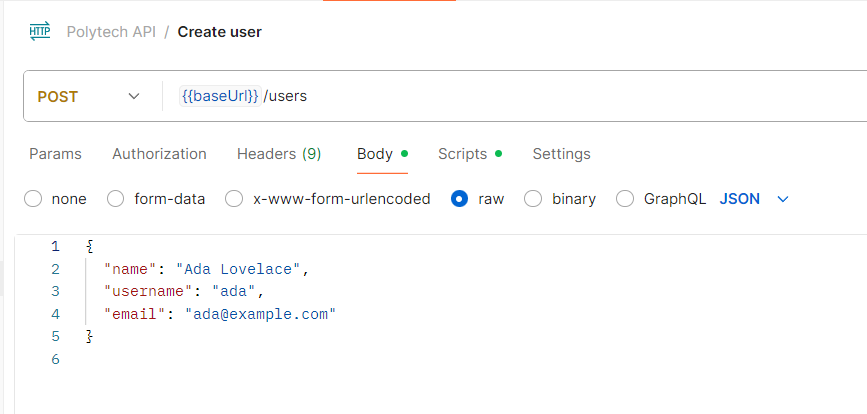 HTTP Polytech API / Create user
POST {{baseUrl}}/users
Params Authorization Headers (9) Body Scripts Settings
none form-data x-www-form-urlencoded raw binary GraphQL JSON
1 {
2 "name": "Ada Lovelace",
3 "username": "ada",
4 "email": "ada@example.com"
5 }
6